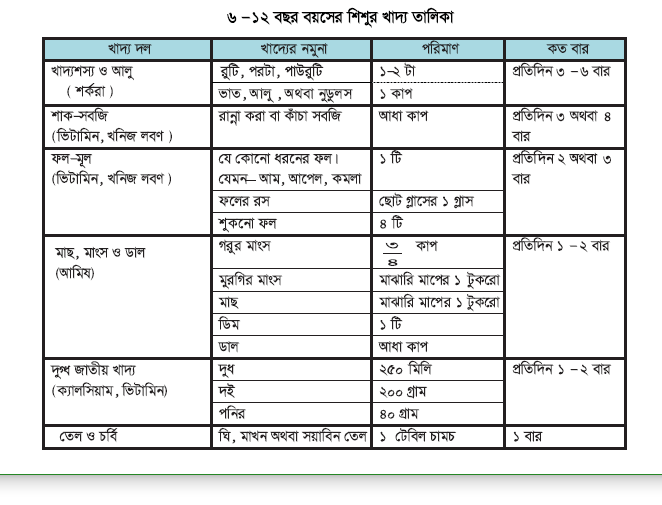 ৬ –১২ বছর বয়সের শিশুর খাদ্য তালিকা
খাদ্য দল খাদ্যের নমুনা পরিমাণ কত বার
খাদ্যশস্য ও আলু রুটি, পরটা, পাউরুটি ১–২ টা প্রতিদিন ৩ –৬ বার
( শর্করা ) ভাত,আলু ,অথবা নুডুলস ১ কাপ
শাক–সবজি রান্না করা বা কাঁচা সবজি আধা কাপ প্রতিদিন ৩ অথবা ৪
(ভিটামিন, খনিজ লবণ ) বার
ফল–মূল যে কোনো ধরনের ফল। ১ টি প্রতিদিন ২ অথবা ৩
(ভিটামিন, খনিজ লবণ ) যেমন– আম, আপেল, কমলা বার
ফলের রস ছোট গ্লাসের ১ গ্লাস
শুকনো ফল ৪ টি
মাছ, মাংস ও ডাল গরুর মাংস ৩/৪ কাপ প্রতিদিন ১ –২ বার
(আমিষ)
মুরগির মাংস মাঝারি মাপের ১ টুকরো
মাছ মাঝারি মাপের ১ টুকরো
ডিম ১ টি
ডাল আধা কাপ
দুগ্ধ জাতীয় খাদ্য দুধ ২৫০ মিলি প্রতিদিন ১ –২ বার
(ক্যালসিয়াম, ভিটামিন) দই ২০০ গ্রাম
পনির ৪০ গ্রাম
তেল ও চর্বি ঘি, মাখন অথবা সয়াবিন তেল ১ টেবিল চামচ ১ বার